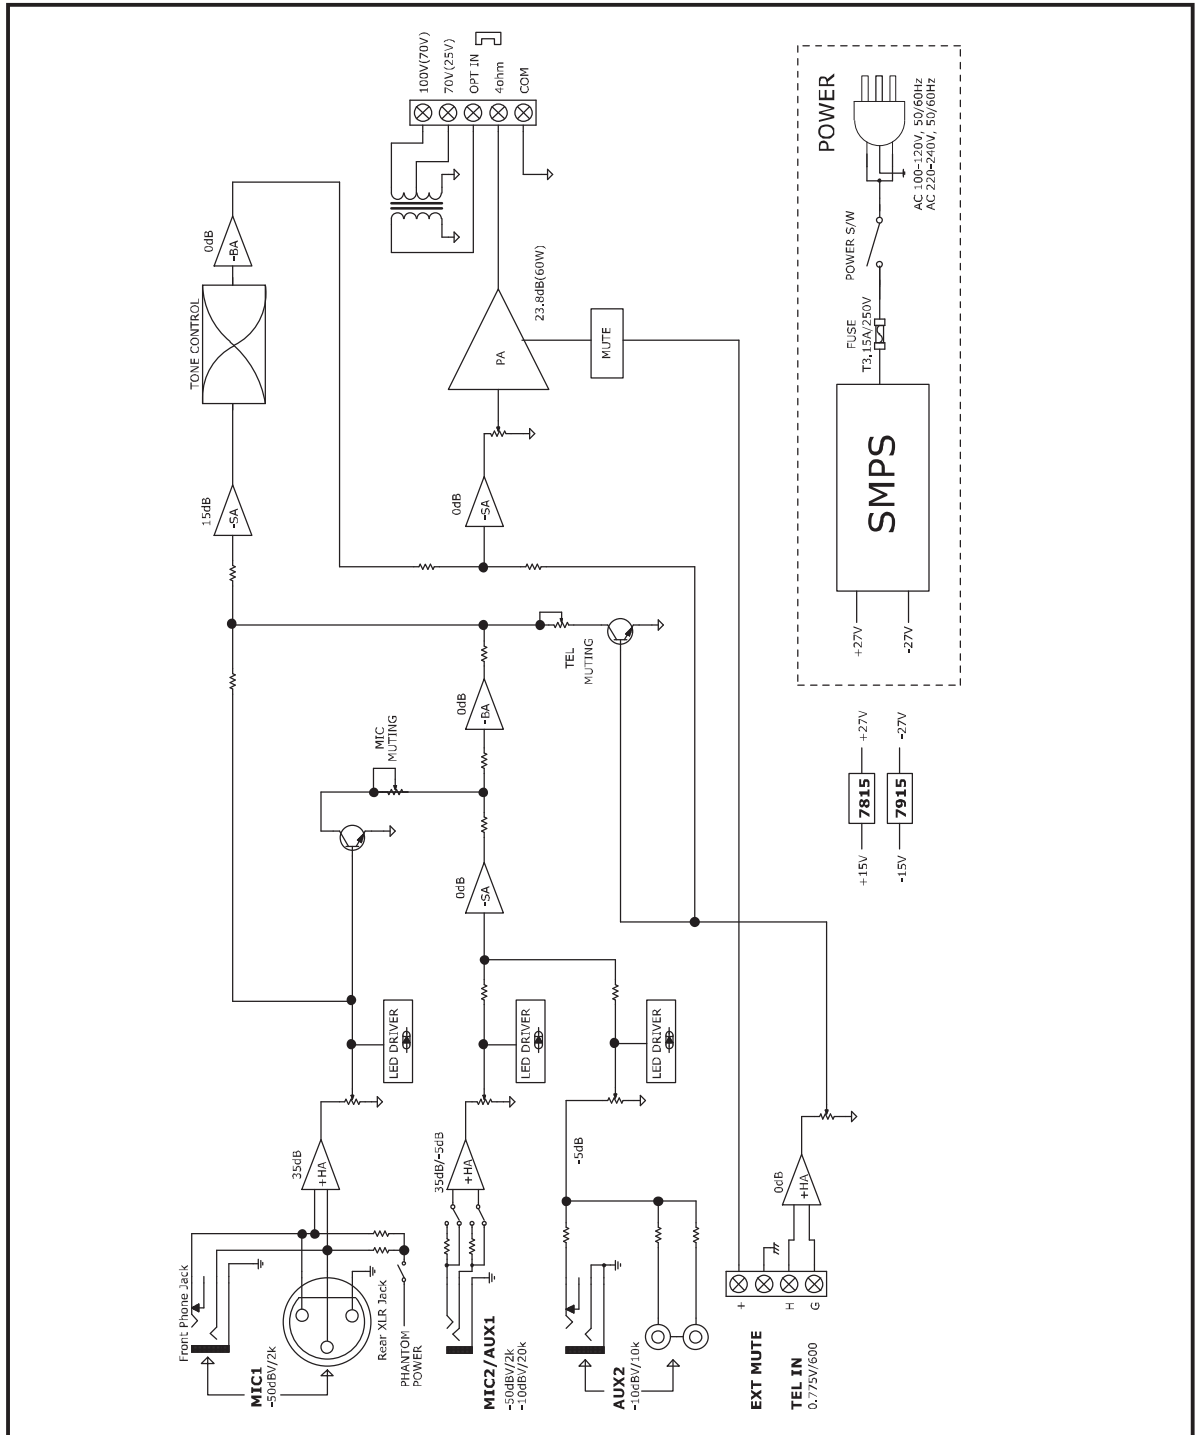 100V(70V)
70V(25V)
OPT IN
4ohm
COM
POWER
AC 100-120V, 50/60Hz
AC 220-240V, 50/60Hz
POWER S/W
FUSE
T3.15A/250V
SMPS
+27V
-27V
0dB
-BA
TONE CONTROL
15dB
-SA
23.8dB(60W)
PA
MUTE
0dB
-SA
TEL
MUTING
0dB
-BA
MIC
MUTING
0dB
-SA
+27V
-27V
7815
7915
+15V
-15V
LED DRIVER
LED DRIVER
LED DRIVER
35dB
+HA
35dB/-5dB
+HA
-5dB
0dB
+HA
Front Phone Jack
Rear XLR Jack
PHANTOM
POWER
MIC1
-50dBV/2k
MIC2/AUX1
-50dBV/2k
-10dBV/20k
AUX2
-10dBV/10k
+
H
G
EXT MUTE
TEL IN
0.775V/600